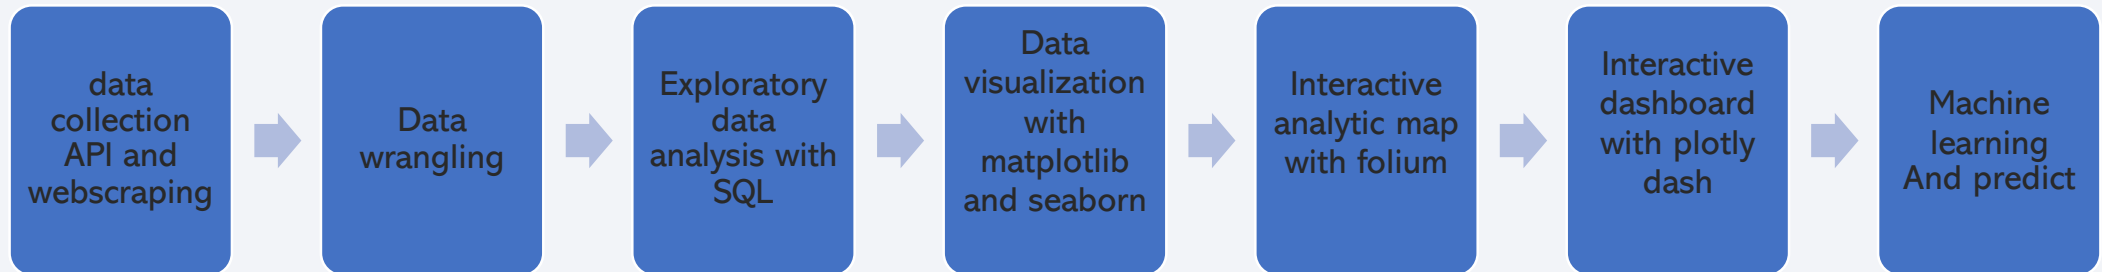 data
collection
API and
webscraping
Data
wrangling
Exploratory
data
analysis with
SQL
Data
visualization
with
matplotlib
and seaborn
Interactive
analytic map
with folium
Interactive
dashboard
with plotly
dash
Machine
learning
And predict